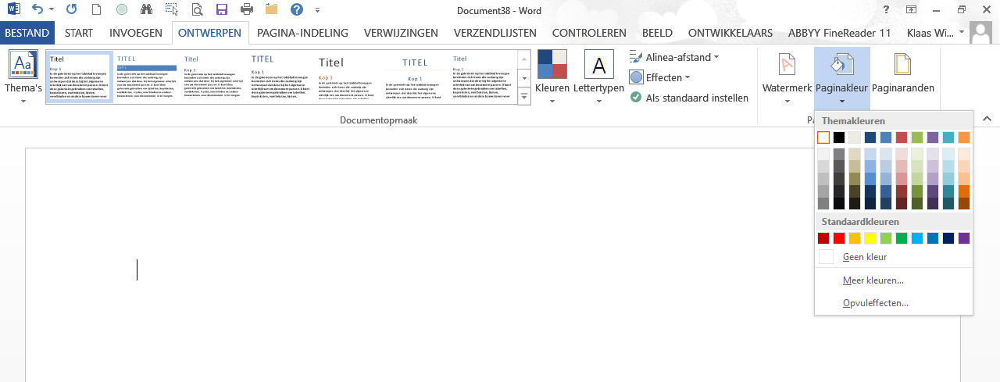 Document38 - Word
BESTAND START INVOEGEN ONTWERPEN PAGINA-INDELING VERWIJZINGEN VERZENDLIJSTEN CONTROLEREN BEELD ONTWIKKELAARS ABBYY FineReader 11 Klaas Wi...
Titel TITEL Titel TITEL Titel TITEL Titel
Kop 1 Kop 1 Kop 1 Kop 1 Kop 1 Kop 1 Kop 1
Thema's
Kleuren
Lettertypen
Alinea-afstand
Effecten
Als standaard instellen
Documentopmaak
Watermerk
Paginakleur
Paginaranden
Themakleuren
Standaardkleuren
Geen kleur
Meer kleuren...
Opvuleffecten...